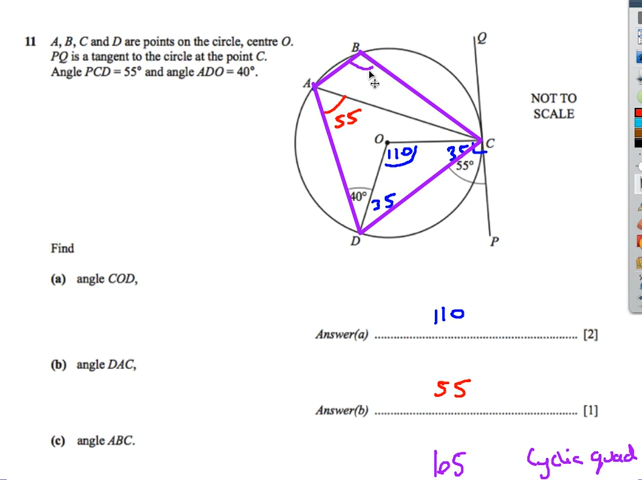 11 A, B, C and D are points on the circle, centre O.
PQ is a tangent to the circle at the point C.
Angle PCD = 55° and angle ADO = 40°.
B
Q
A
55
NOT TO
SCALE
O
C
110
35
55°
40°
35
D
P
Find
(a) angle COD,
110
Answer(a) ................................................ [2]
(b) angle DAC,
55
Answer(b) ................................................ [1]
(c) angle ABC.
105 Cyclic quad